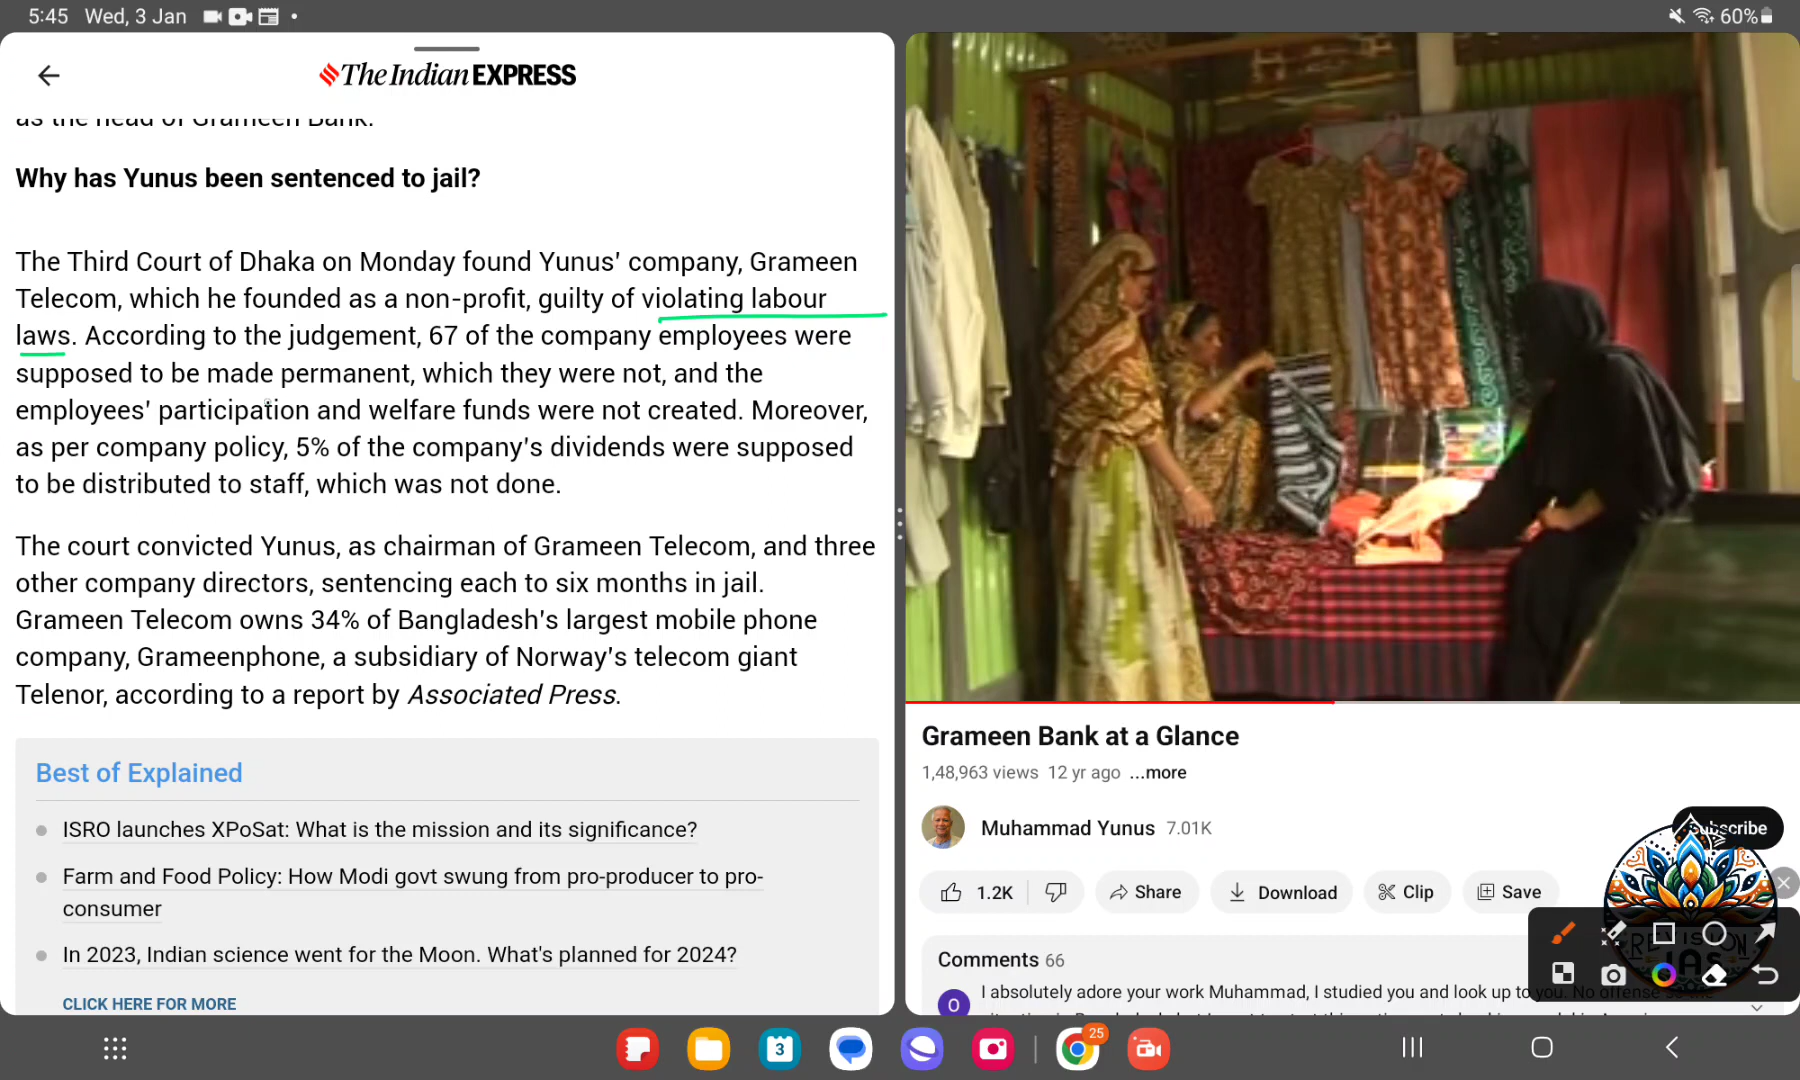 5:45 Wed, 3 Jan
60%
The Indian EXPRESS
as the head of Grameen Bank.
Why has Yunus been sentenced to jail?
The Third Court of Dhaka on Monday found Yunus' company, Grameen
Telecom, which he founded as a non-profit, guilty of violating labour
laws. According to the judgement, 67 of the company employees were
supposed to be made permanent, which they were not, and the
employees' participation and welfare funds were not created. Moreover,
as per company policy, 5% of the company's dividends were supposed
to be distributed to staff, which was not done.
The court convicted Yunus, as chairman of Grameen Telecom, and three
other company directors, sentencing each to six months in jail.
Grameen Telecom owns 34% of Bangladesh's largest mobile phone
company, Grameenphone, a subsidiary of Norway's telecom giant
Telenor, according to a report by Associated Press.
Best of Explained
ISRO launches XPoSat: What is the mission and its significance?
Farm and Food Policy: How Modi govt swung from pro-producer to pro-
consumer
In 2023, Indian science went for the Moon. What's planned for 2024?
CLICK HERE FOR MORE
Grameen Bank at a Glance
1,48,963 views 12 yr ago ...more
Muhammad Yunus 7.01K
Subscribe
1.2K
Share
Download
Clip
Save
REVISION
IAS
Comments 66
O
I absolutely adore your work Muhammad, I studied you and look up to you. No offense
3
25